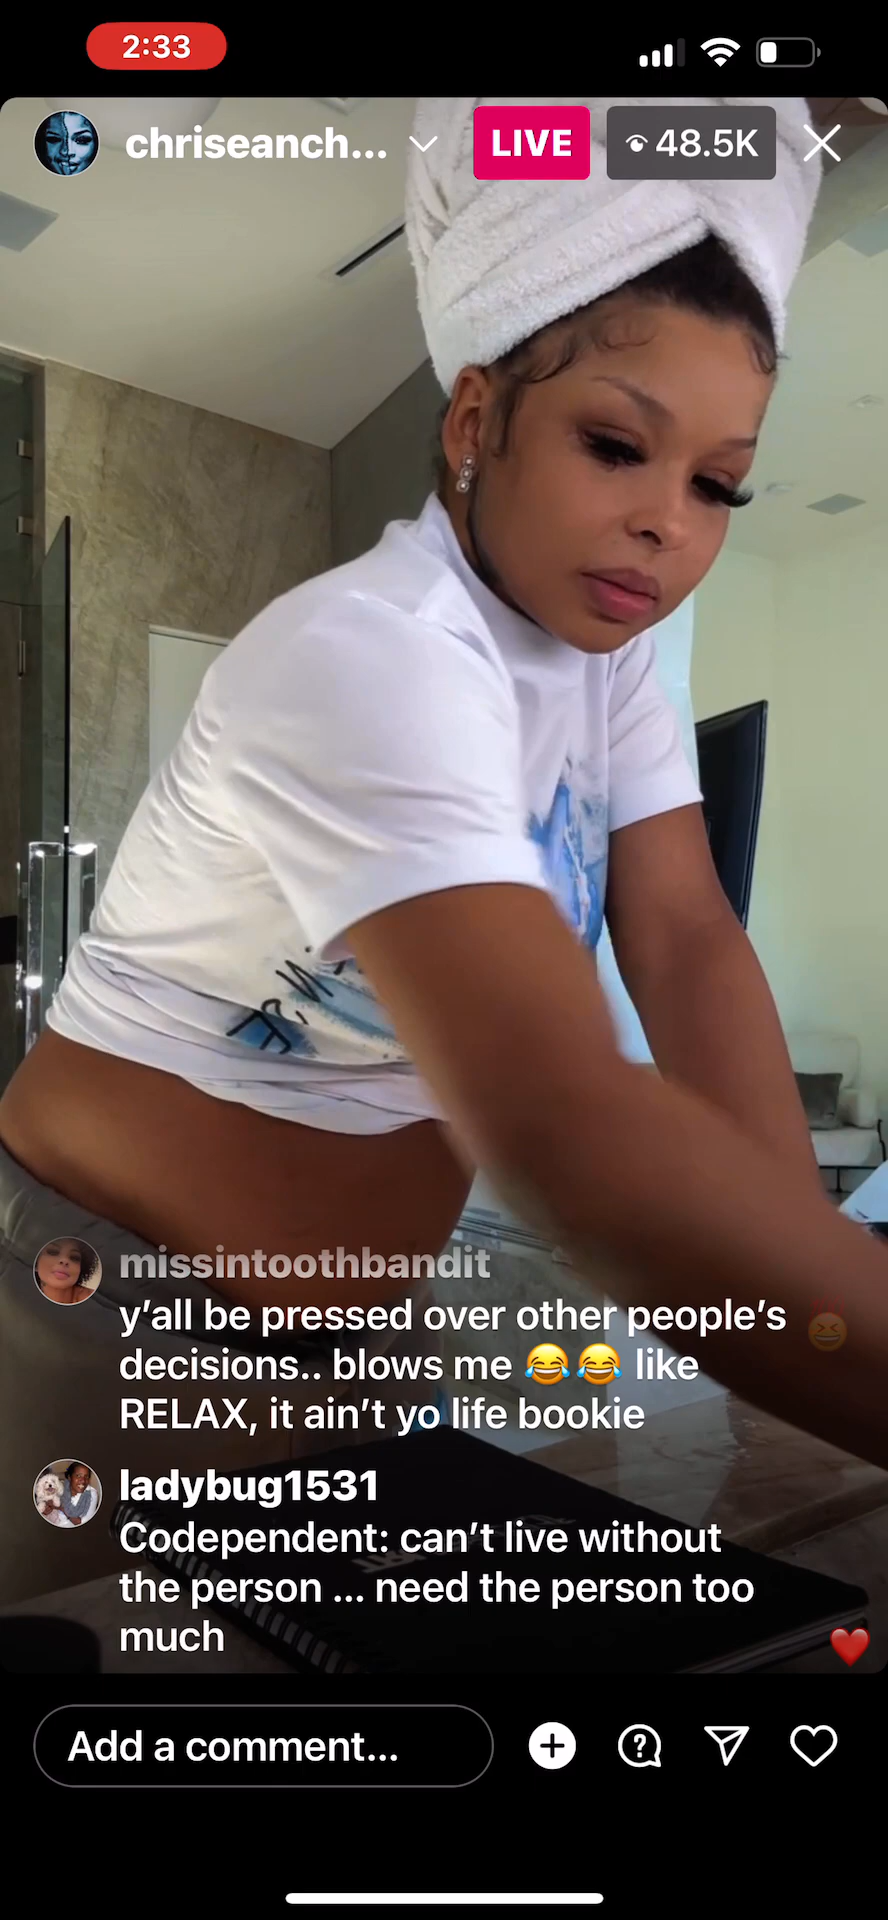 2:33
chriseanch...
LIVE
48.5K
missintoothbandit
y’all be pressed over other people’s
decisions.. blows me 😂😂 like
RELAX, it ain’t yo life bookie
ladybug1531
Codependent: can’t live without
the person ... need the person too
much
Add a comment...